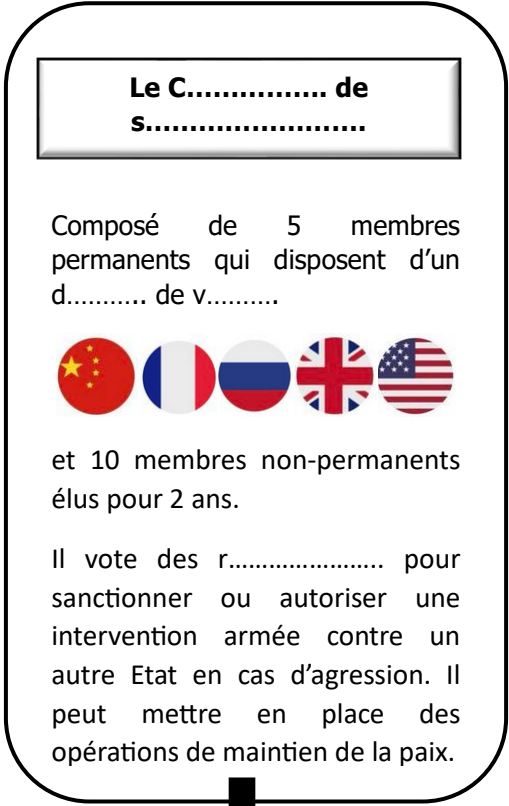 Le C................ de
s.........................
Composé de 5 membres
permanents qui disposent d’un
d……….. de v……….
et 10 membres non-permanents
élus pour 2 ans.
Il vote des r………………….. pour
sanctionner ou autoriser une
intervention armée contre un
autre Etat en cas d’agression. Il
peut mettre en place des
opérations de maintien de la paix.